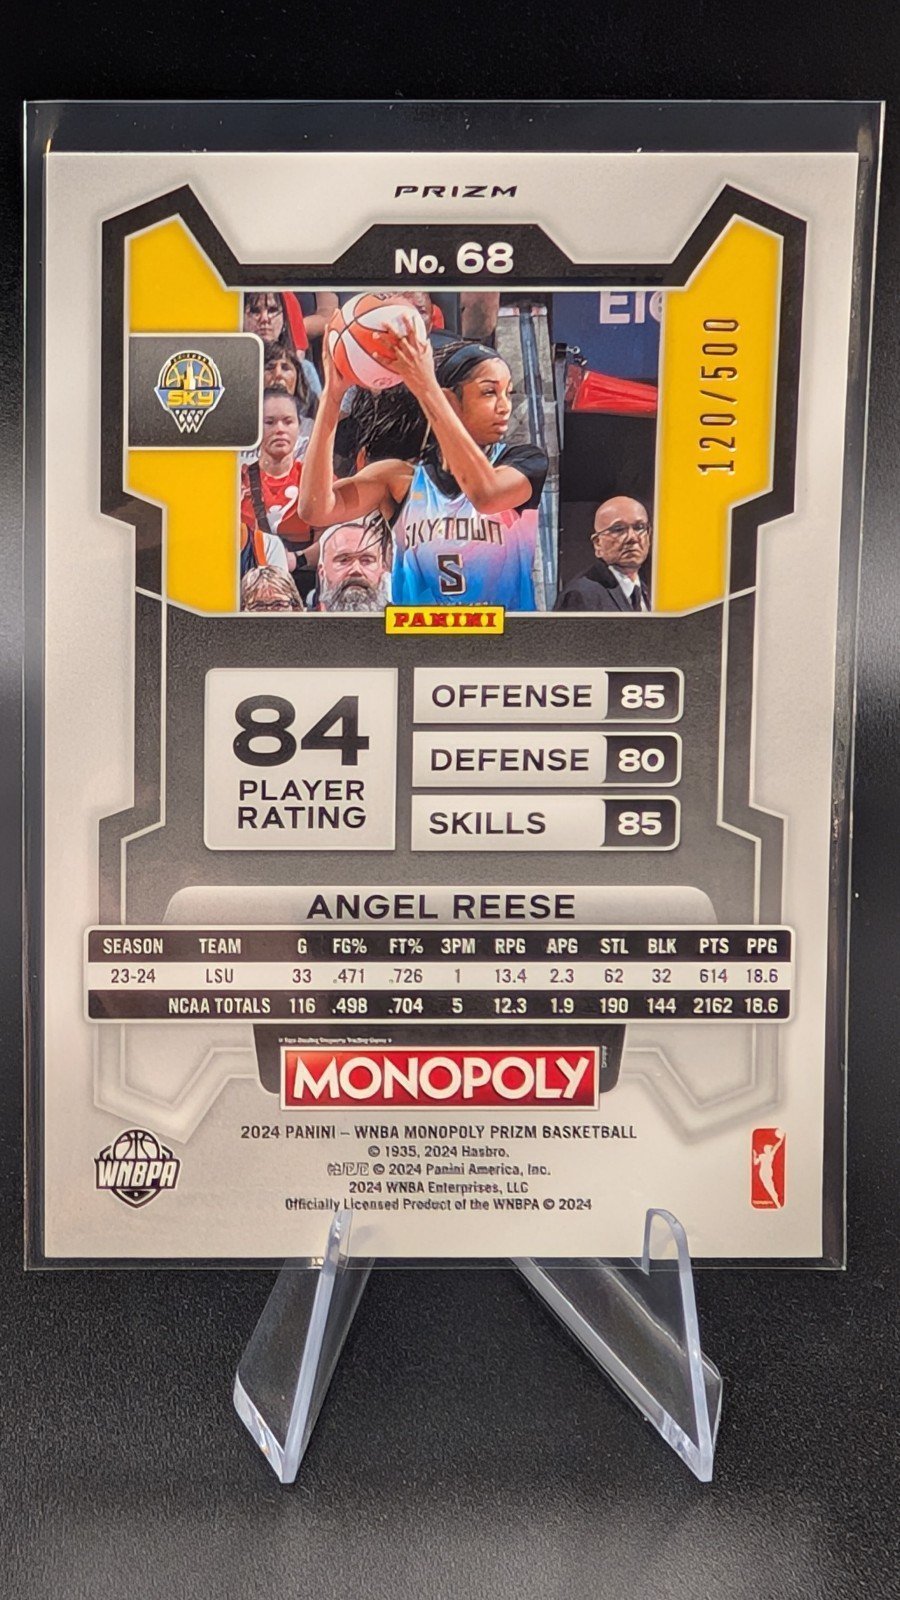 PRIZM
No. 68
Ele
SKY
120/500
SKYTOWN
5
PANINI
84
PLAYER
RATING
OFFENSE 85
DEFENSE 80
SKILLS 85
ANGEL REESE
SEASON TEAM G FG% FT% 3PM RPG APG STL BLK PTS PPG
23-24 LSU 33 .471 .726 1 13.4 2.3 62 32 614 18.6
NCAA TOTALS 116 .498 .704 5 12.3 1.9 190 144 2162 18.6
MONOPOLY
2024 PANINI – WNBA MONOPOLY PRIZM BASKETBALL
© 1935, 2024 Hasbro.
© 2024 Panini America, Inc.
2024 WNBA Enterprises, LLC
Officially Licensed Product of the WNBPA © 2024
WNBPA